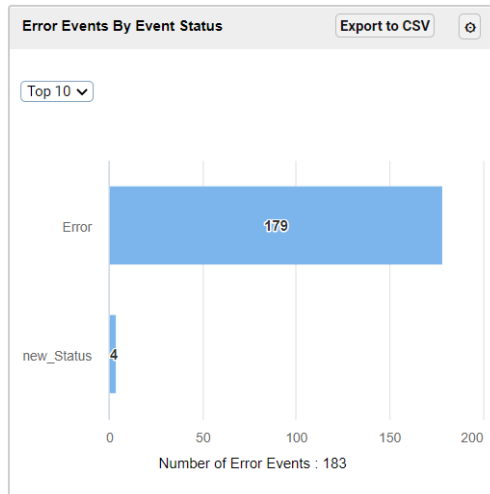 Error Events By Event Status
Export to CSV
Top 10
Error
179
new_Status
4
0 50 100 150 200
Number of Error Events : 183